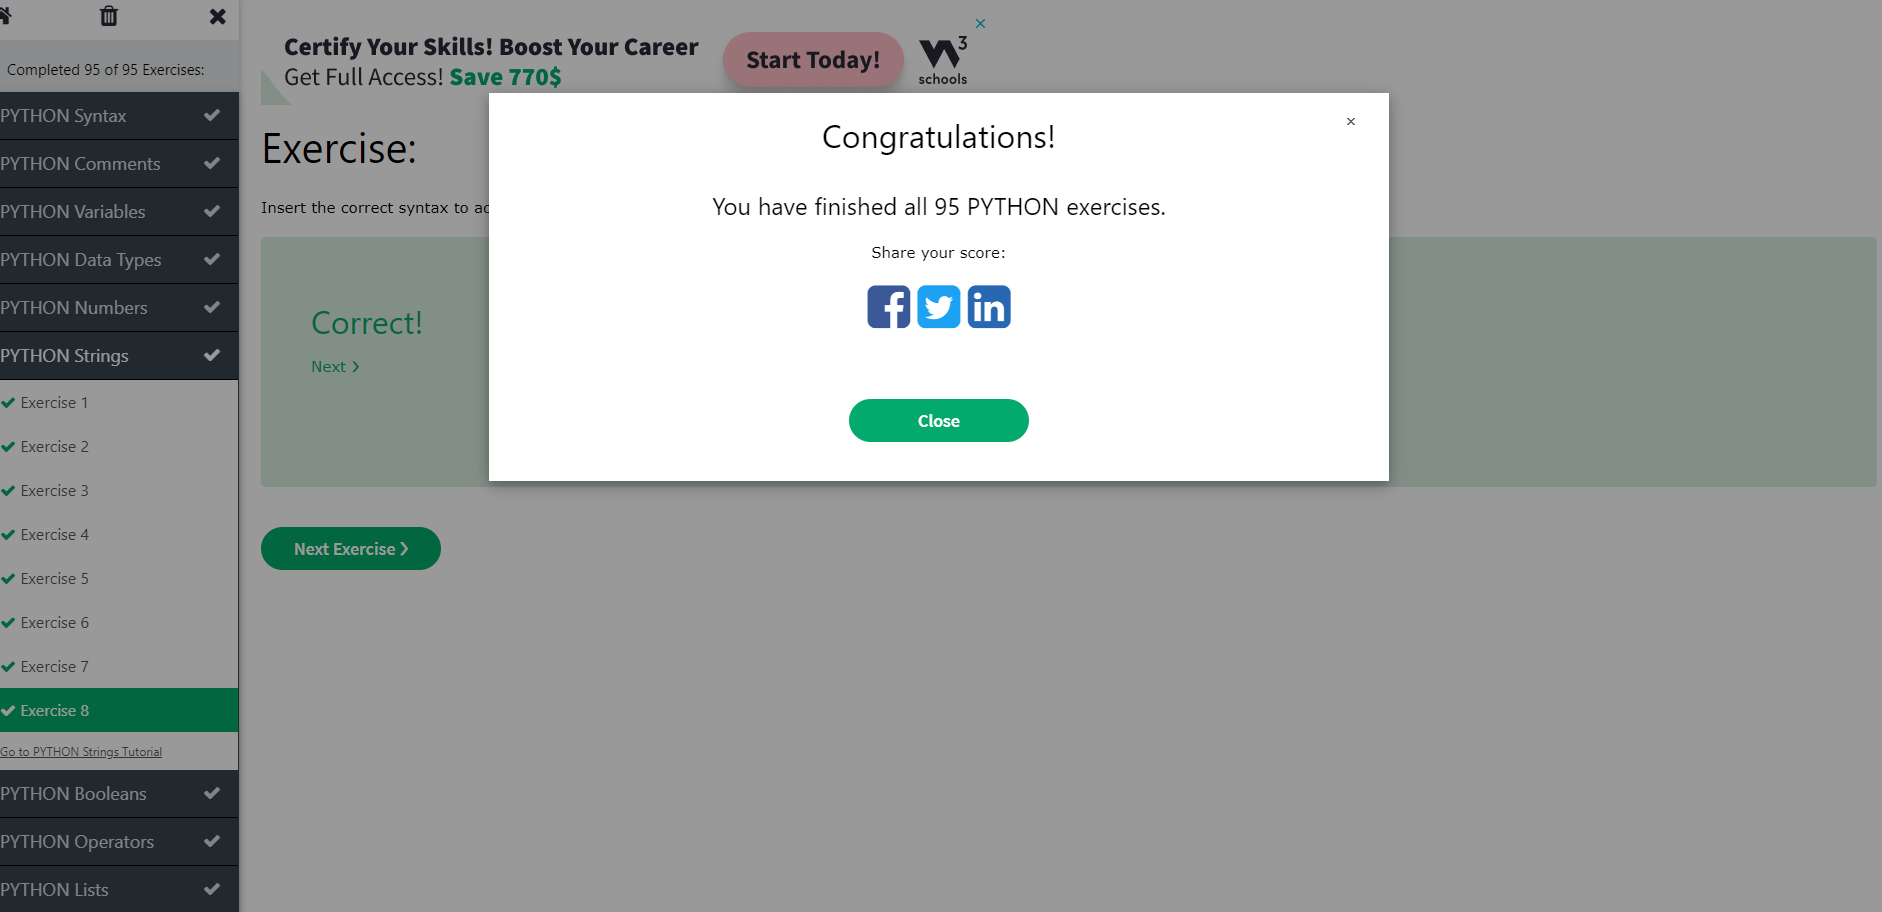 Completed 95 of 95 Exercises:
PYTHON Syntax
PYTHON Comments
PYTHON Variables
PYTHON Data Types
PYTHON Numbers
PYTHON Strings
Exercise 1
Exercise 2
Exercise 3
Exercise 4
Exercise 5
Exercise 6
Exercise 7
Exercise 8
Go to PYTHON Strings Tutorial
PYTHON Booleans
PYTHON Operators
PYTHON Lists
Certify Your Skills! Boost Your Career
Get Full Access! Save 770$
Start Today!
W3
schools
Exercise:
Insert the correct syntax to
Correct!
Next ❯
Next Exercise ❯
×
Congratulations!
You have finished all 95 PYTHON exercises.
Share your score:
Close